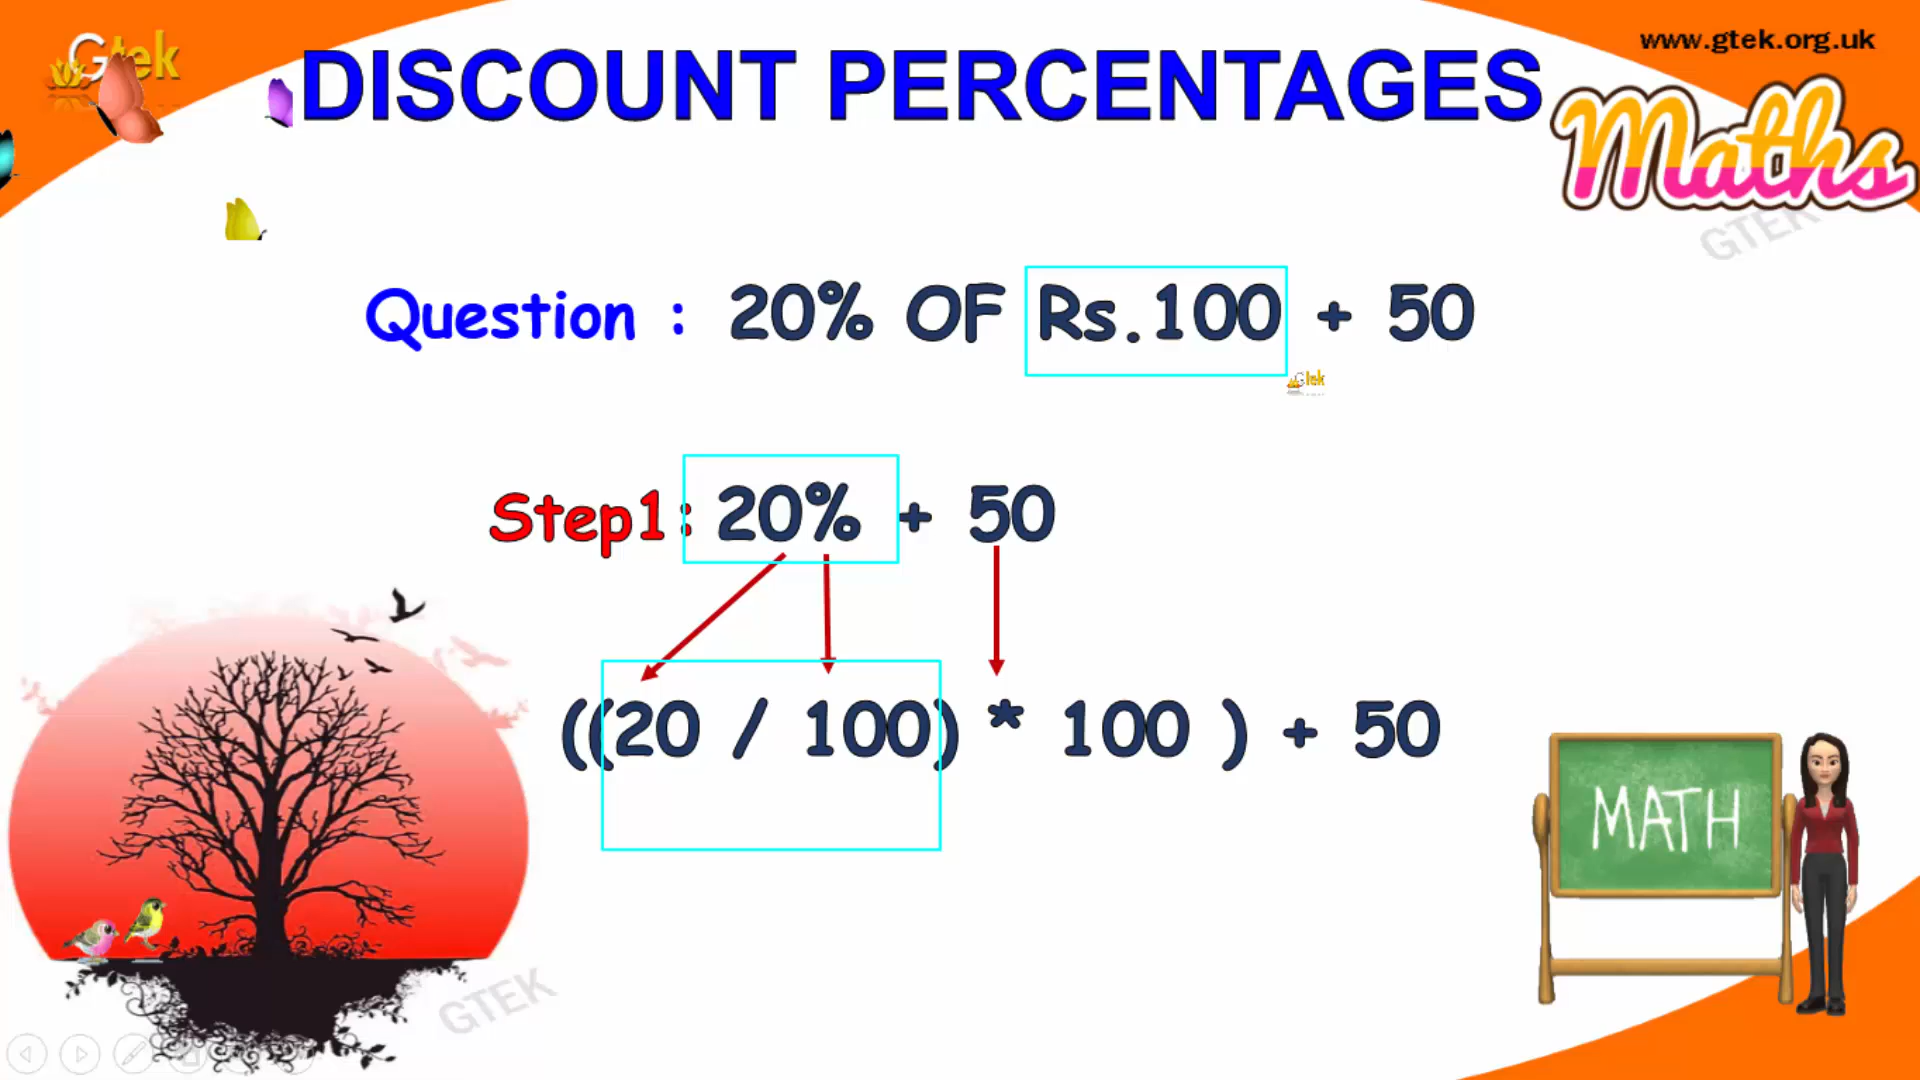 Gtek
www.gtek.org.uk
DISCOUNT PERCENTAGES
Maths
GTEK
Question : 20% OF Rs.100 + 50
Gtek
Step1: 20% + 50
((20 / 100) * 100 ) + 50
MATH
GTEK